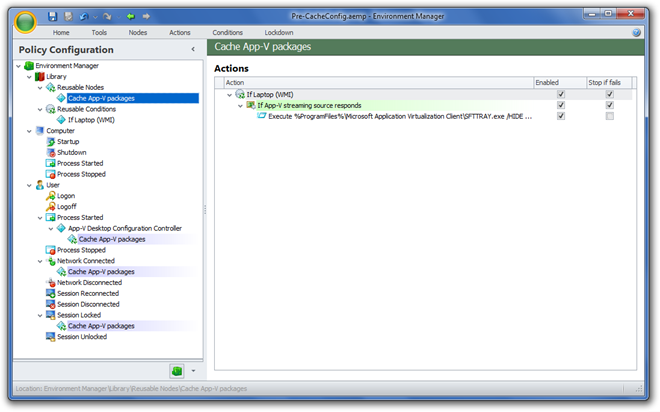 Pre-CacheConfig.aemp - Environment Manager
Home Tools Nodes Actions Conditions Lockdown
Policy Configuration
Environment Manager
Library
Reusable Nodes
Cache App-V packages
Reusable Conditions
If Laptop (WMI)
Computer
Startup
Shutdown
Process Started
Process Stopped
User
Logon
Logoff
Process Started
App-V Desktop Configuration Controller
Cache App-V packages
Process Stopped
Network Connected
Cache App-V packages
Network Disconnected
Session Reconnected
Session Disconnected
Session Locked
Cache App-V packages
Session Unlocked
Cache App-V packages
Actions
Action Enabled Stop if fails
If Laptop (WMI)
If App-V streaming source responds
Execute %ProgramFiles%\Microsoft Application Virtualization Client\SFTTRAY.exe /HIDE ...
Location: Environment Manager\Library\Reusable Nodes\Cache App-V packages